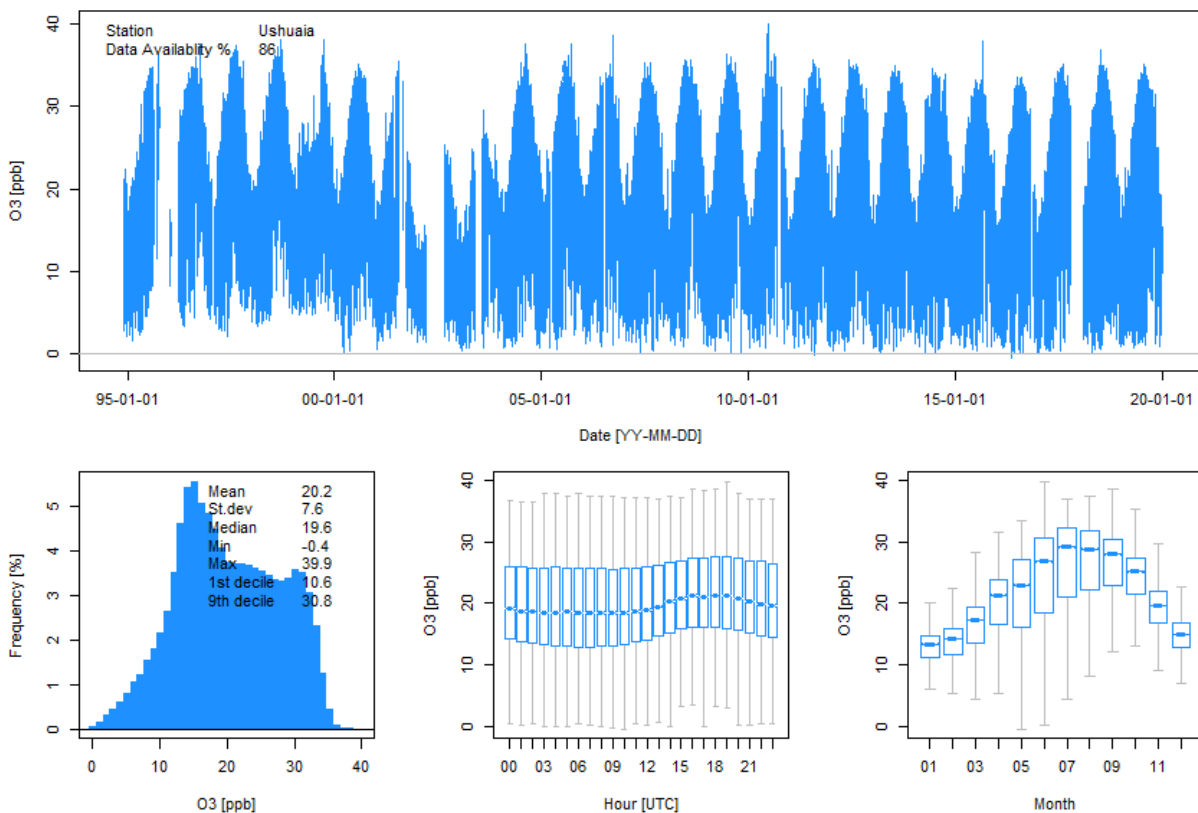 Station Ushuaia
Data Availablity % 86
O3 [ppb]
40
30
20
10
0
95-01-01 00-01-01 05-01-01 10-01-01 15-01-01 20-01-01
Date [YY-MM-DD]
Mean 20.2
St.dev 7.6
Median 19.6
Min -0.4
Max 39.9
1st decile 10.6
9th decile 30.8
Frequency [%]
5
4
3
2
1
0
0 10 20 30 40
O3 [ppb]
O3 [ppb]
40
30
20
10
0
00 03 06 09 12 15 18 21
Hour [UTC]
O3 [ppb]
40
30
20
10
0
01 03 05 07 09 11
Month